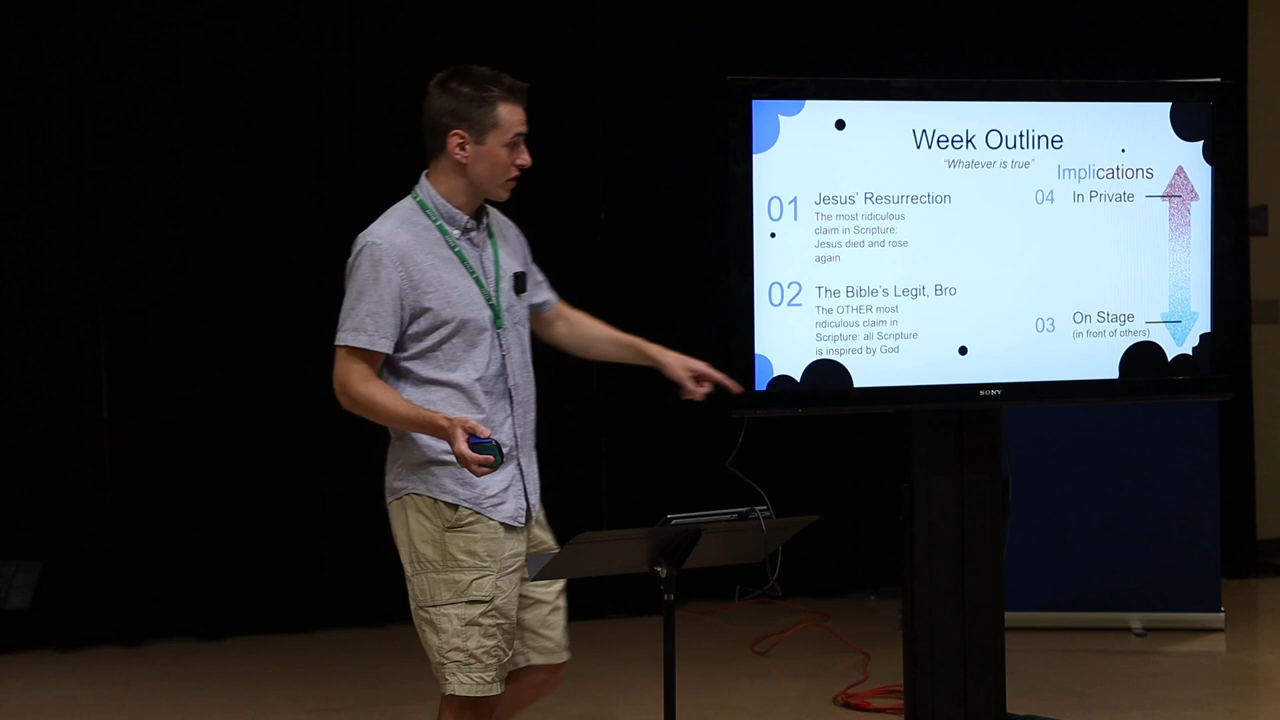 Week Outline
“Whatever is true”
Implications
01 Jesus’ Resurrection
The most ridiculous
claim in Scripture:
Jesus died and rose
again
02 The Bible’s Legit, Bro
The OTHER most
ridiculous claim in
Scripture: all Scripture
is inspired by God
04 In Private
03 On Stage
(in front of others)
SONY